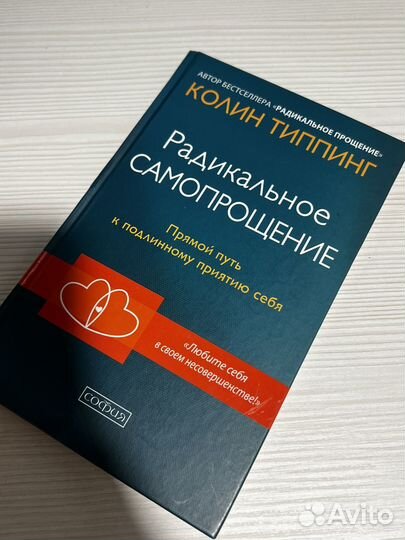 АВТОР БЕСТСЕЛЛЕРА «РАДИКАЛЬНОЕ ПРОЩЕНИЕ»
КОЛИН ТИППИНГ
Радикальное
САМОПРОЩЕНИЕ
Прямой путь
к подлинному приятию себя
«Любите себя
в своем несовершенстве!»
СОФИЯ
Avito